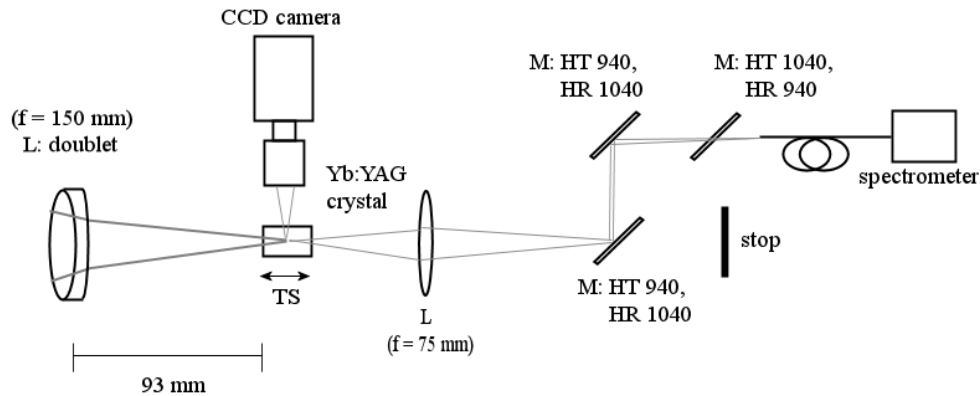 CCD camera
M: HT 940,
HR 1040
M: HT 1040,
HR 940
(f = 150 mm)
L: doublet
Yb:YAG
crystal
spectrometer
stop
TS
M: HT 940,
HR 1040
L
(f = 75 mm)
93 mm